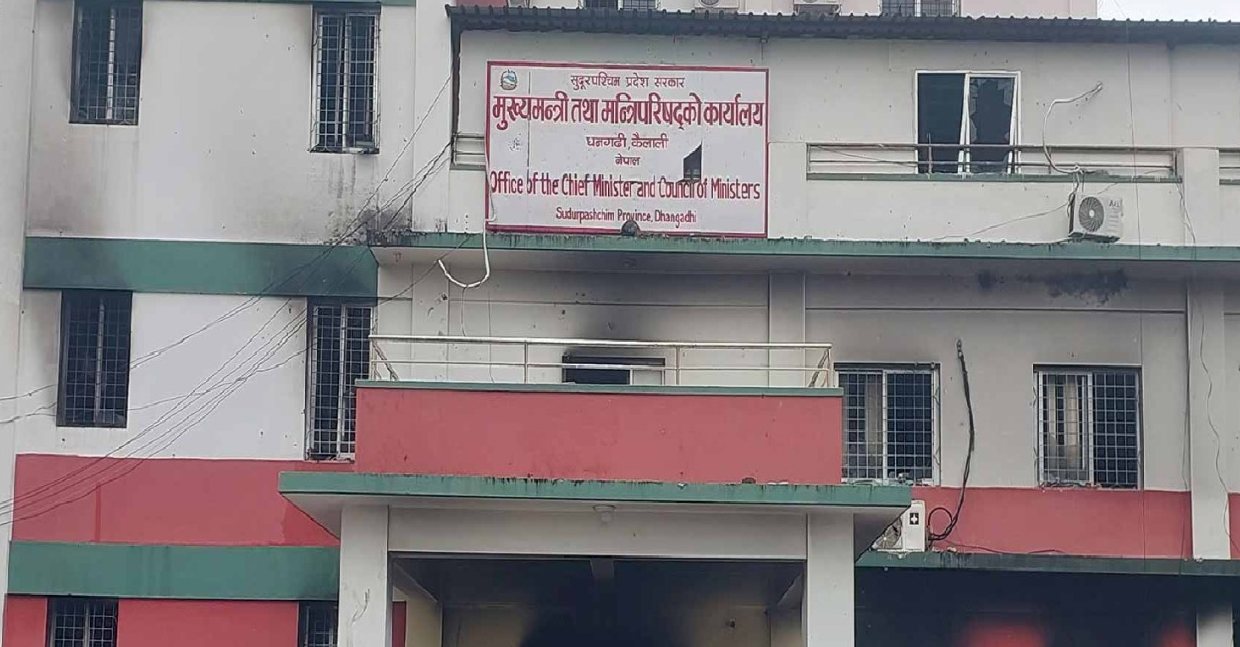 सुदूरपश्चिम प्रदेश सरकार
मुख्यमन्त्री तथा मन्त्रिपरिषद्को कार्यालय
धनगढी, कैलाली
नेपाल
Office of the Chief Minister and Council of Ministers
Sudurpashchim Province, Dhangadhi